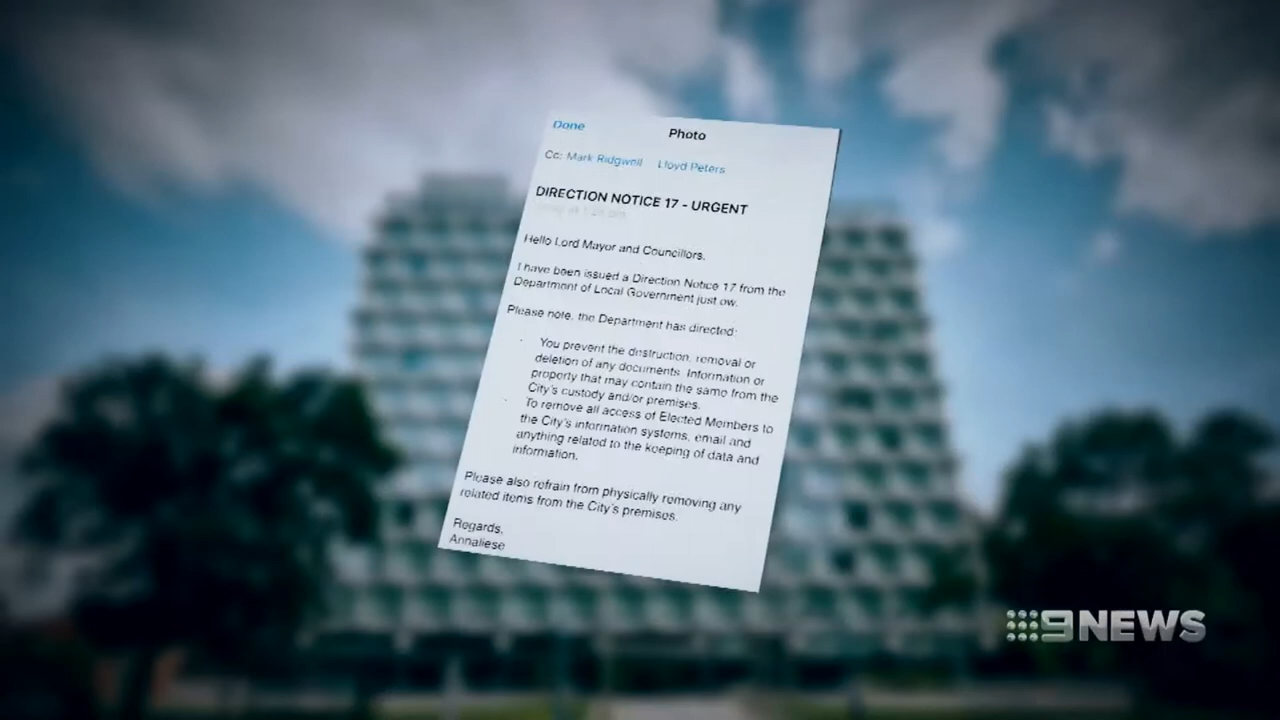 Done
Photo
Cc: Mark Ridgwell Lloyd Peters
DIRECTION NOTICE 17 - URGENT
Hello Lord Mayor and Councillors,
I have been issued a Direction Notice 17 from the
Department of Local Government just ow.
Please note, the Department has directed:
· You prevent the destruction, removal or
deletion of any documents. Information or
property that may contain the same from the
City's custody and/or premises.
· To remove all access of Elected Members to
the City's information systems, email and
anything related to the keeping of data and
information.
Please also refrain from physically removing any
related items from the City's premises.
Regards,
Annaliese
9NEWS